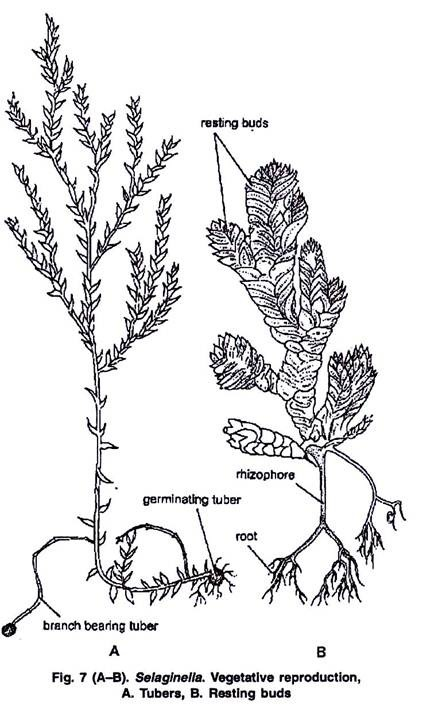 resting buds
germinating tuber
rhizophore
root
branch bearing tuber
A
B
Fig. 7 (A–B). Selaginella. Vegetative reproduction,
A. Tubers, B. Resting buds